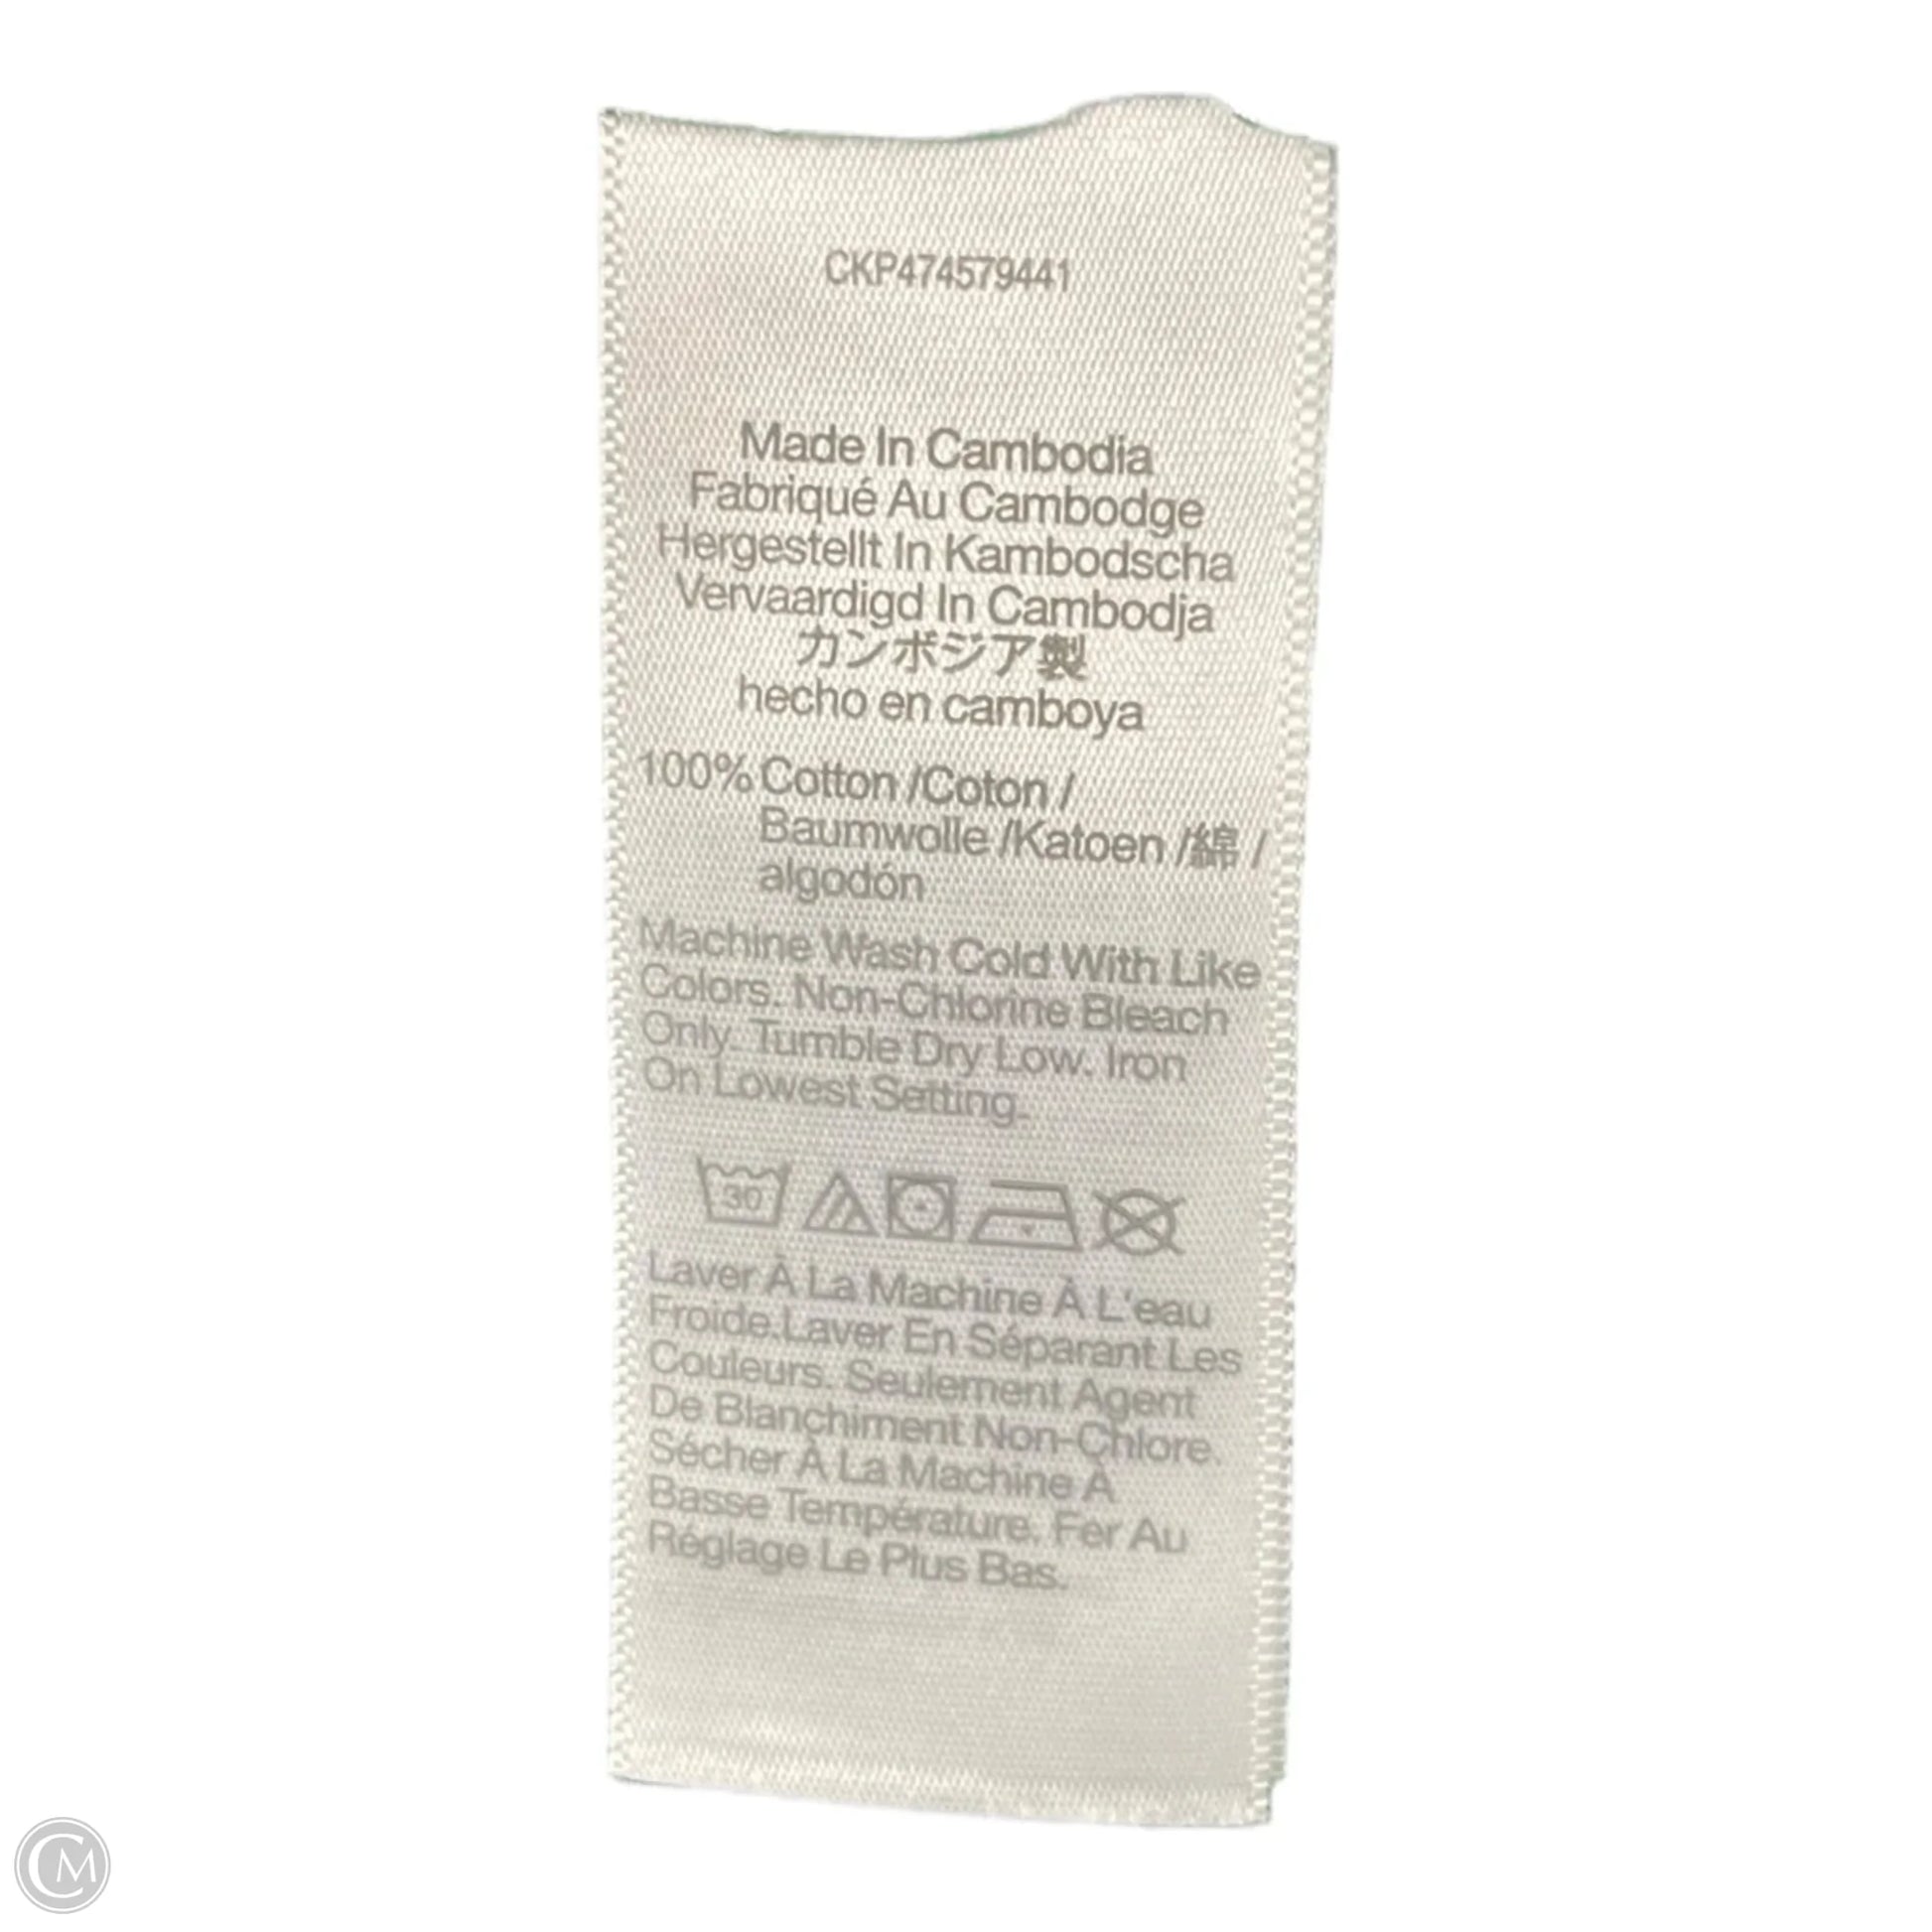 CKP474579441
Made In Cambodia
Fabriqué Au Cambodge
Hergestellt In Kambodscha
Vervaardigd In Cambodja
カンボジア製
hecho en camboya
100% Cotton /Coton /
Baumwolle /Katoen /綿 /
algodón
Machine Wash Cold With Like
Colors. Non-Chlorine Bleach
Only. Tumble Dry Low. Iron
On Lowest Setting.
30
Laver À La Machine À L'eau
Froide.Laver En Séparant Les
Couleurs. Seulement Agent
De Blanchiment Non-Chlore.
Sécher À La Machine À
Basse Température. Fer Au
Réglage Le Plus Bas.
CM